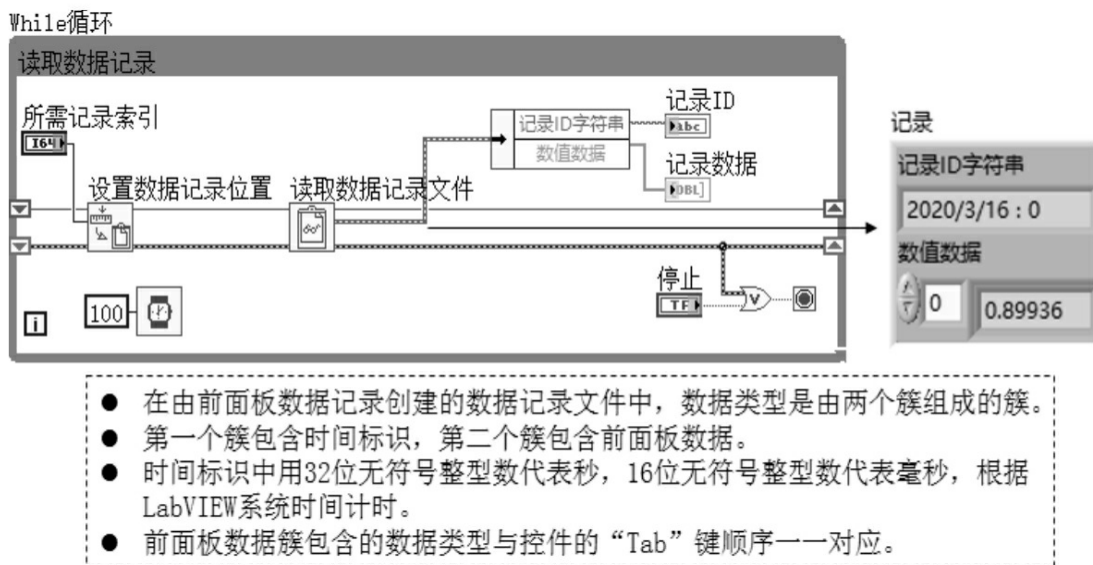 While循环
读取数据记录
所需记录索引
I64
设置数据记录位置
读取数据记录文件
记录ID字符串
数值数据
记录ID
abc
记录数据
DBL
停止
TF
V
100
i
记录
记录ID字符串
2020/3/16 : 0
数值数据
0
0.89936
● 在由前面板数据记录创建的数据记录文件中，数据类型是由两个簇组成的簇。
● 第一个簇包含时间标识，第二个簇包含前面板数据。
● 时间标识中用32位无符号整型数代表秒，16位无符号整型数代表毫秒，根据
LabVIEW系统时间计时。
● 前面板数据簇包含的数据类型与控件的“Tab”键顺序一一对应。